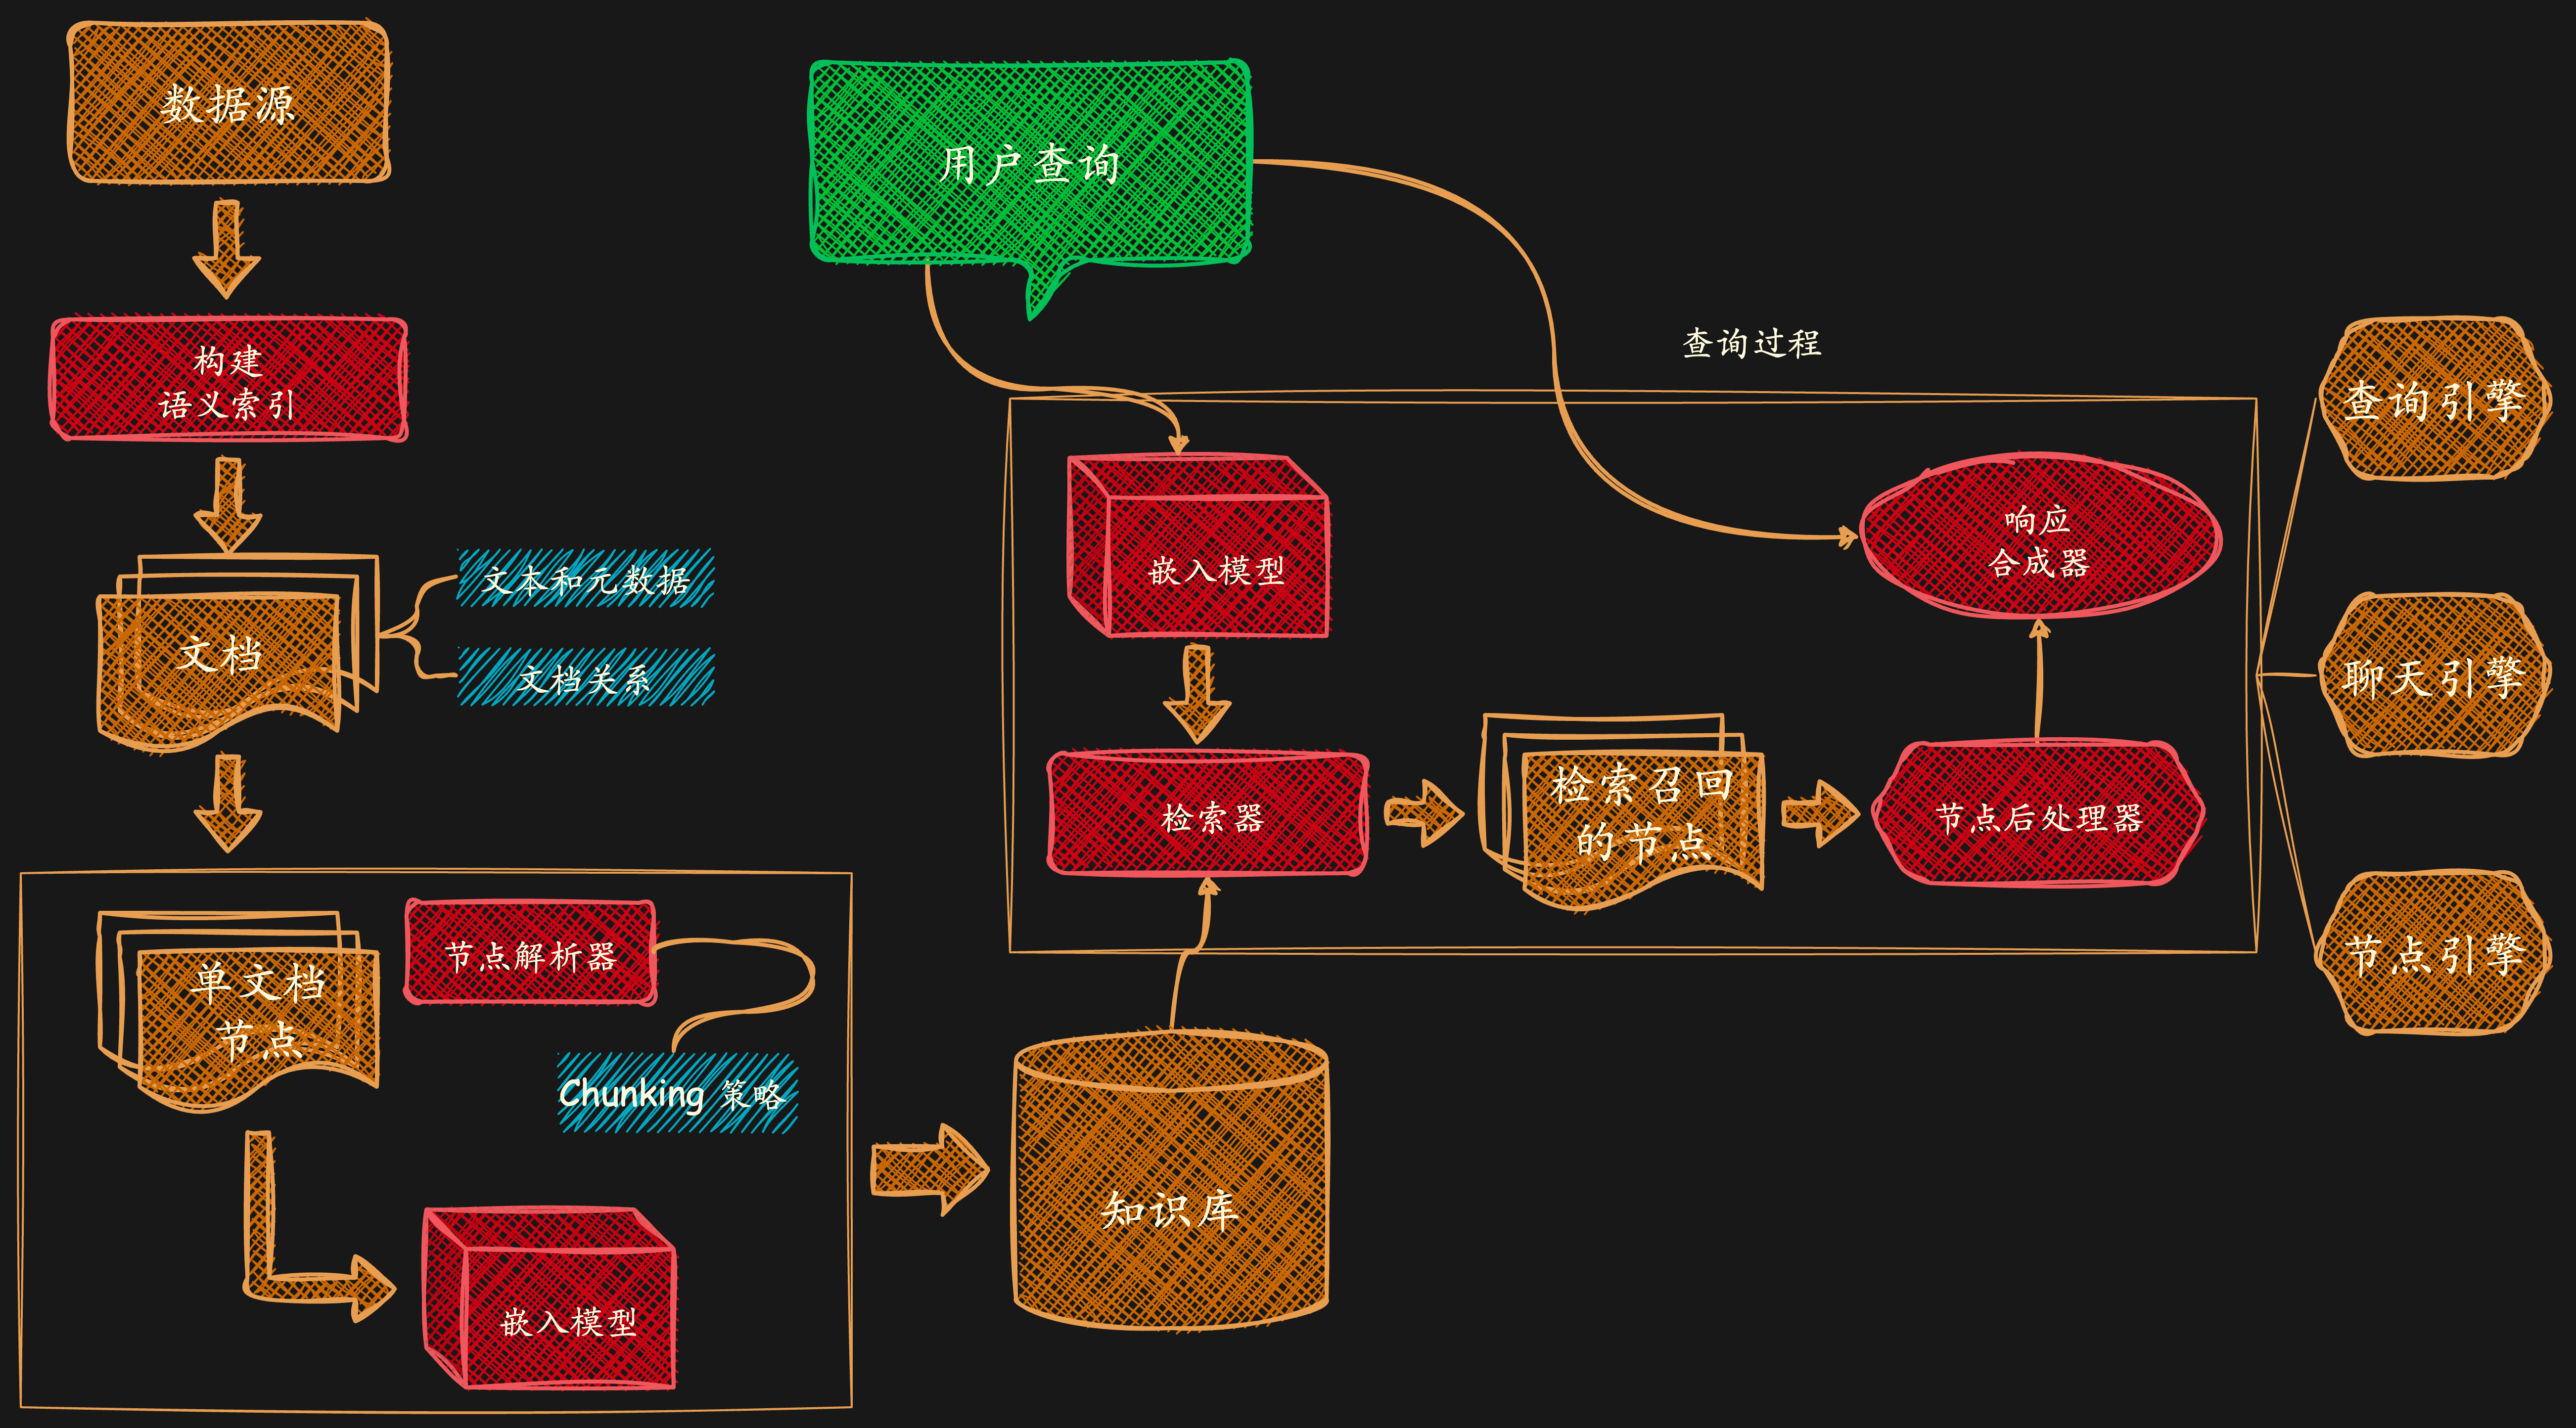 数据源
构建
语义索引
文档
文本和元数据
文档关系
单文档
节点
节点解析器
Chunking 策略
嵌入模型
知识库
用户查询
查询过程
嵌入模型
检索器
检索召回
的节点
节点后处理器
响应
合成器
查询引擎
聊天引擎
节点引擎